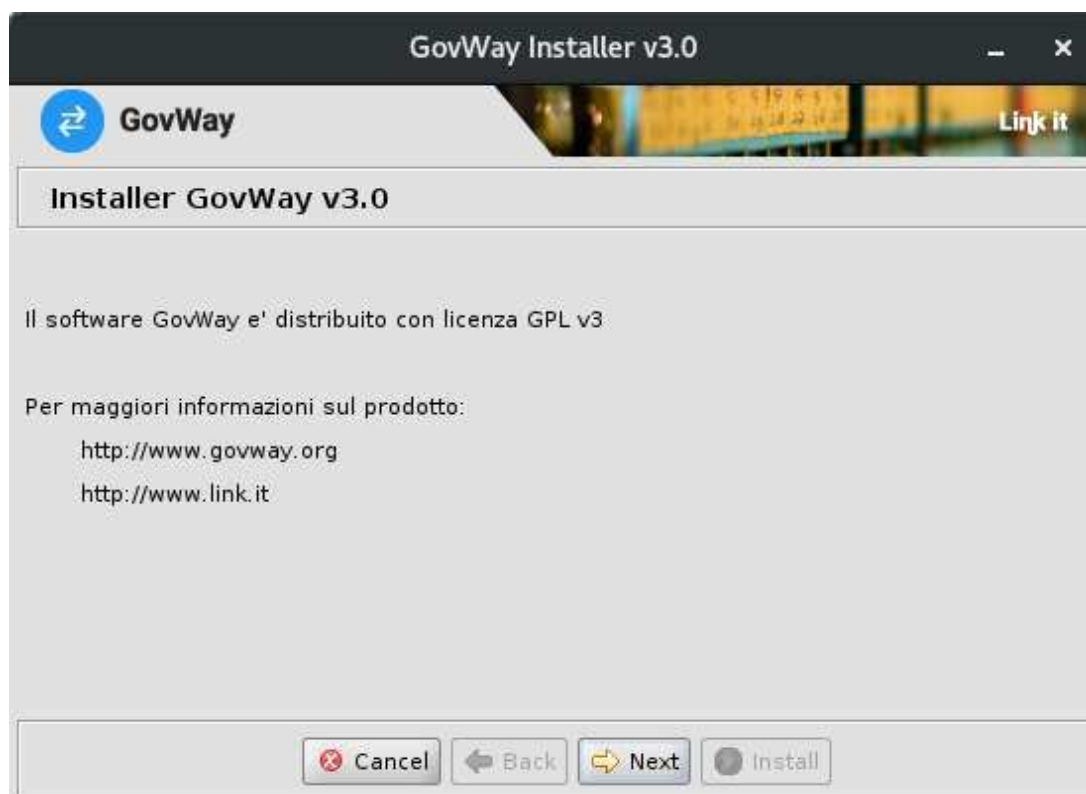 GovWay Installer v3.0
GovWay
Link it
Installer GovWay v3.0
Il software GovWay e' distribuito con licenza GPL v3
Per maggiori informazioni sul prodotto:
http://www.govway.org
http://www.link.it
Cancel
Back
Next
Install